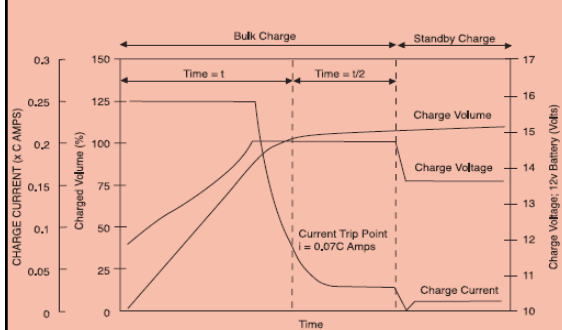 Bulk Charge
Standby Charge
0.3
150
17
Time = t
Time = t/2
0.25
125
16
Charge Volume
15
0.2
100
Charge Voltage
14
0.15
75
13
0.1
50
Current Trip Point
i = 0.07C Amps
12
0.05
25
11
Charge Current
0
0
10
Time
CHARGE CURRENT (x C AMPS)
Charged Volume (%)
Charge Voltage; 12v Battery (Volts)